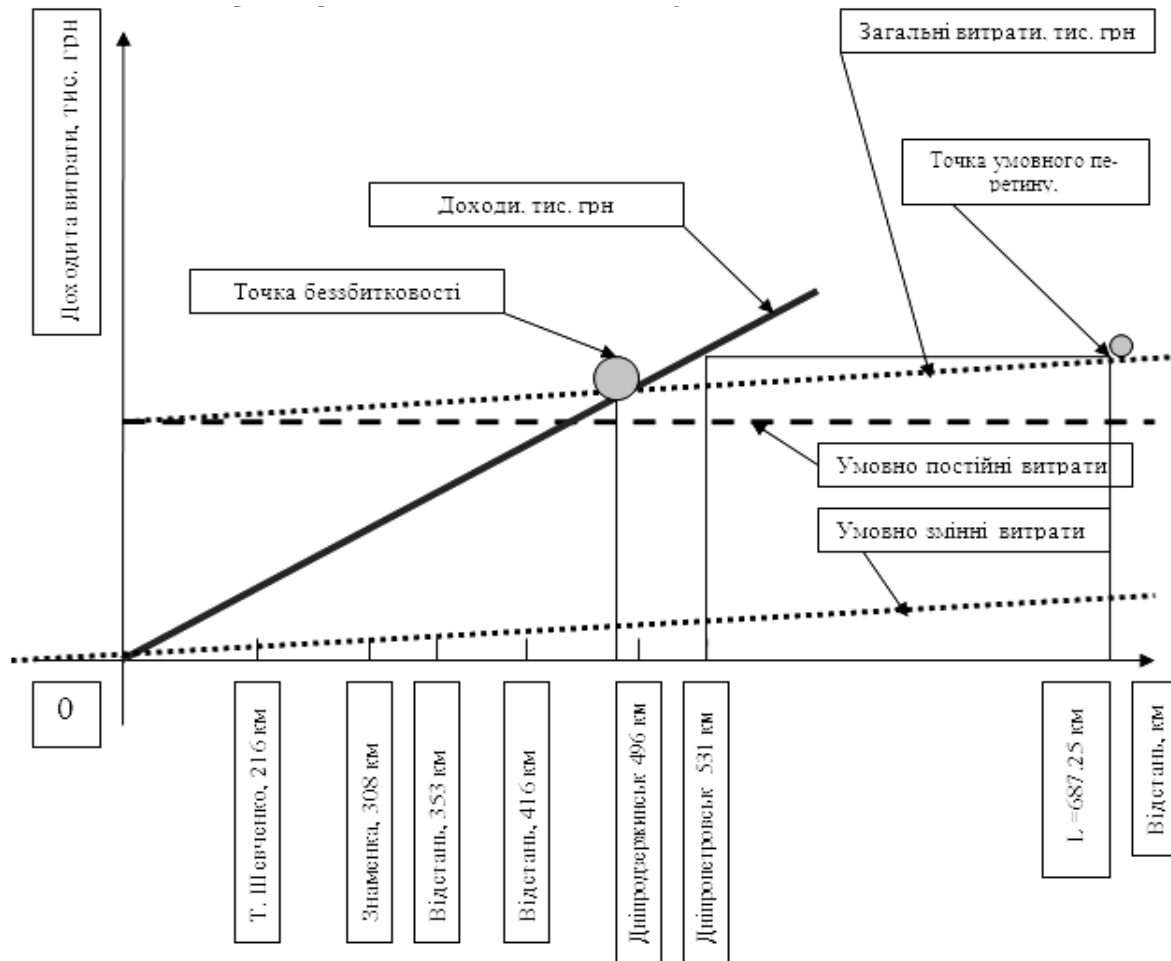 Доходита витрати, тис. грн
Загальні витрати, тис. грн
Точка умовного пе-
ретину.
Доходи, тис. грн
Точка беззбитковості
Умовно постійні витрати
Умовно змінні витрати
0
Т. Шевченко, 216 км
Знаменка, 308 км
Відстань, 353 км
Відстань, 416 км
Дніпродзержинськ 496 км
Дніпропетровськ 531 км
L =687.25 км
Відстань, км